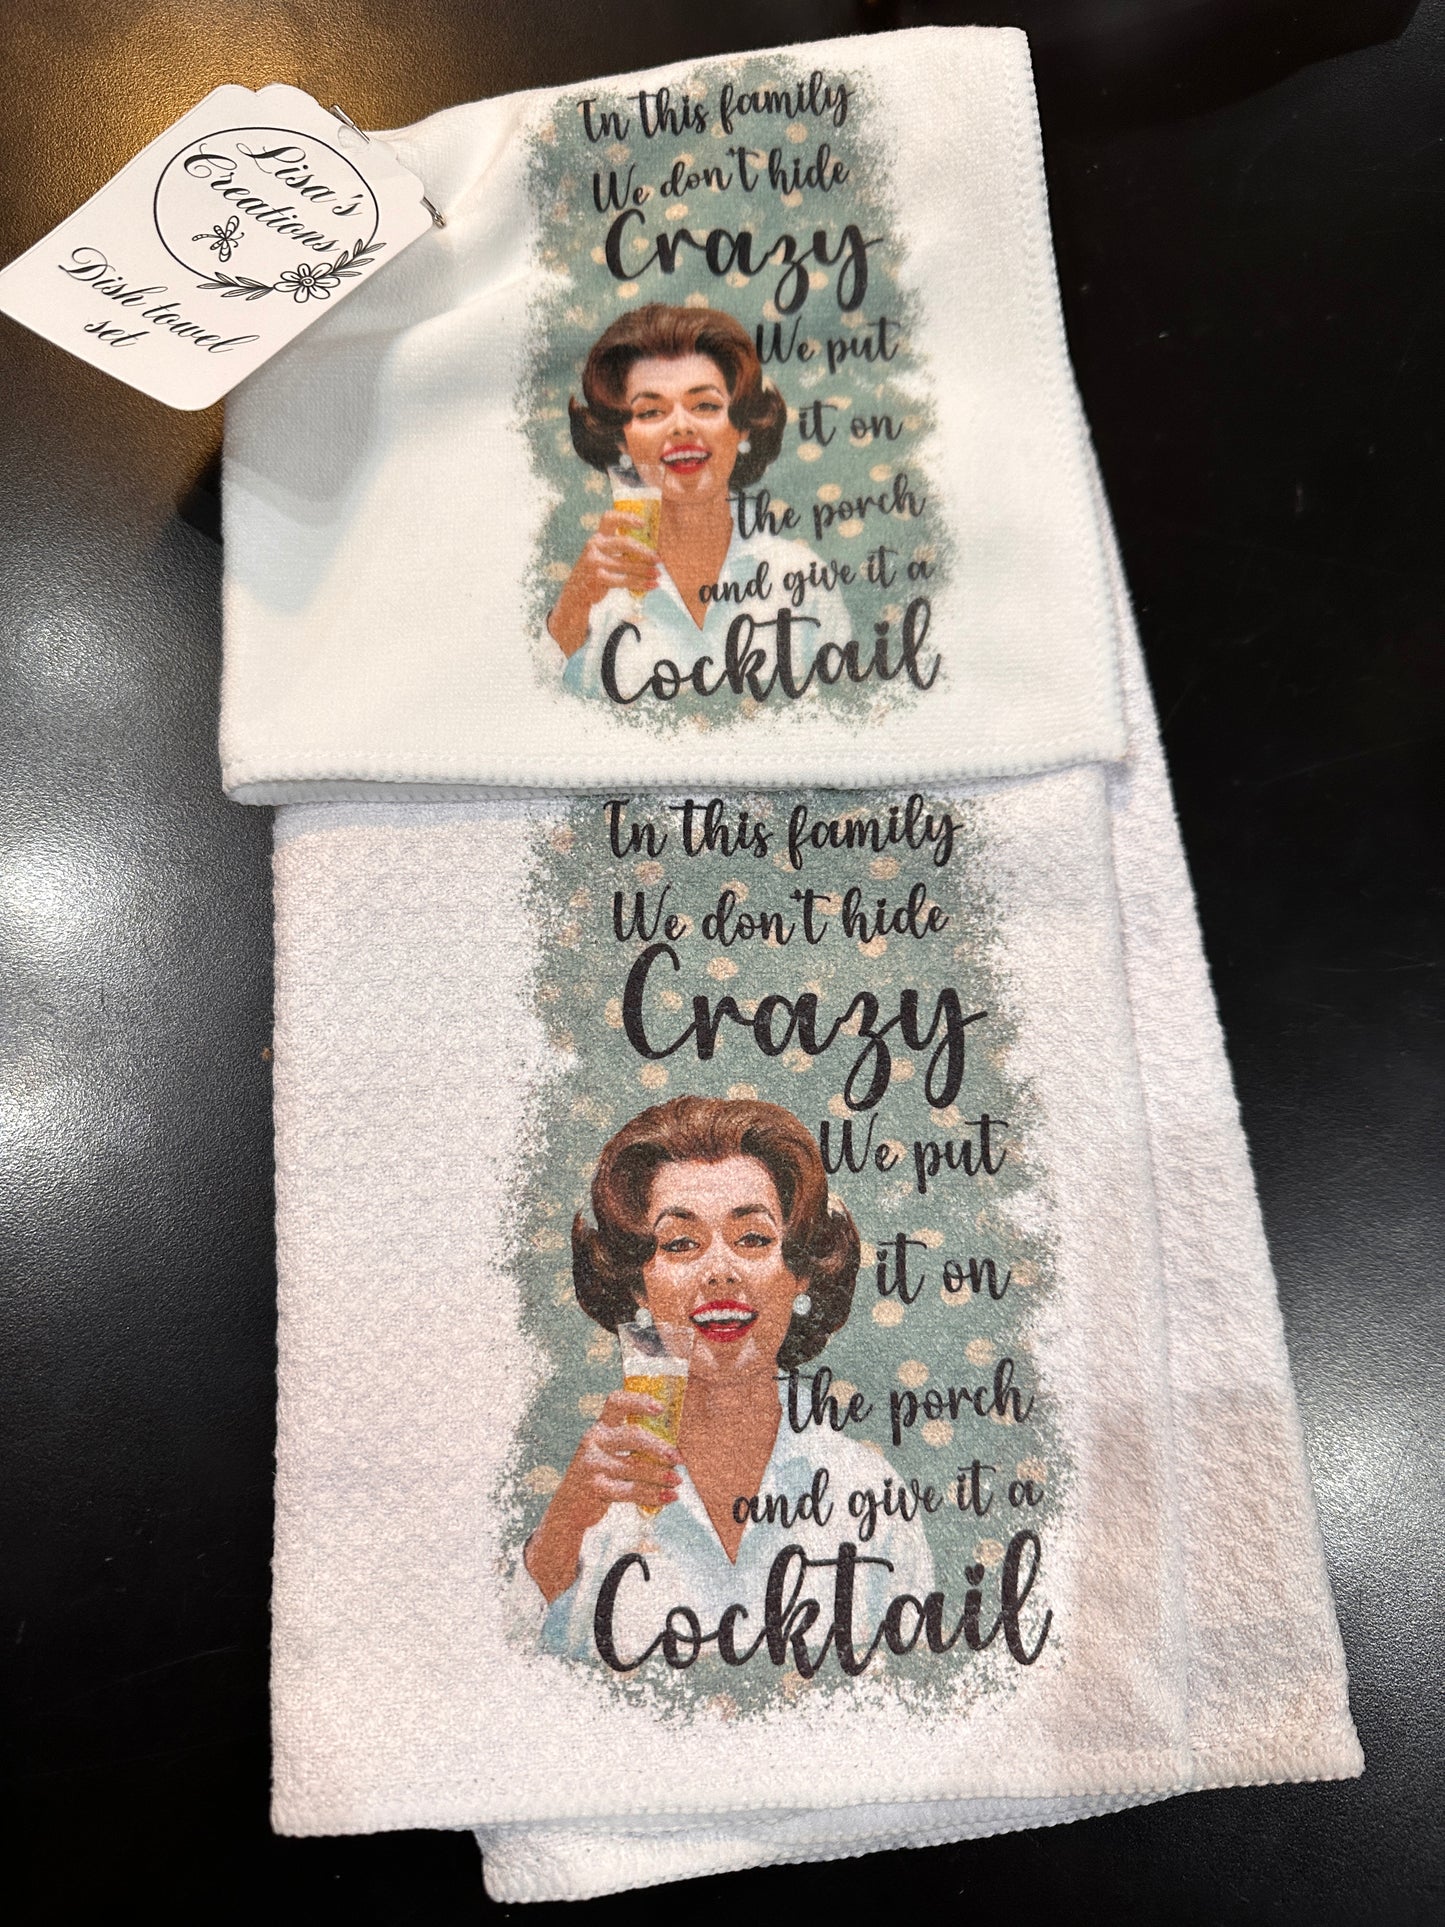 Lisa's
Creations
Dish towel
set
In this family
We don't hide
Crazy
We put
it on
the porch
and give it a
Cocktail
In this family
We don't hide
Crazy
We put
it on
the porch
and give it a
Cocktail